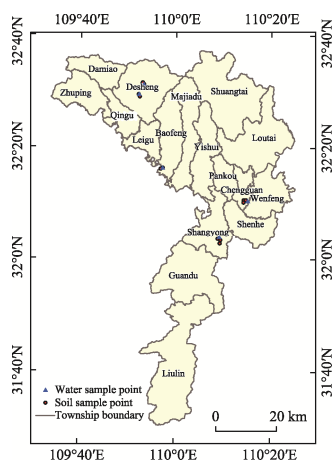 109°40'E 110°0'E 110°20'E
32°40'N 32°40'N
Damiao
Desheng
Shuangtai
Zhuping
Majiadu
Qingu
Baofeng
Loutai
32°20'N 32°20'N
Leigu
Yishui
Pankou
Chengguan
Wenfeng
Shenhe
Shangyong
32°0'N 32°0'N
Guandu
31°40'N 31°40'N
Liulin
Water sample point
Soil sample point
Township boundary
0 20 km
109°40'E 110°0'E 110°20'E